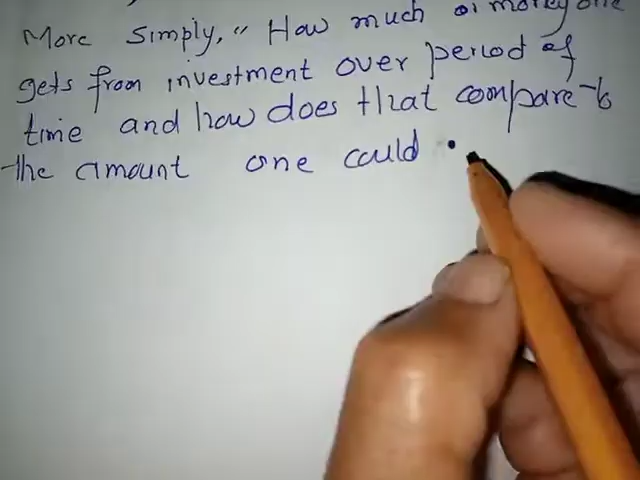 More simply, " How much of money one
gets from investment over period of
time and how does that compare to
the amount one could